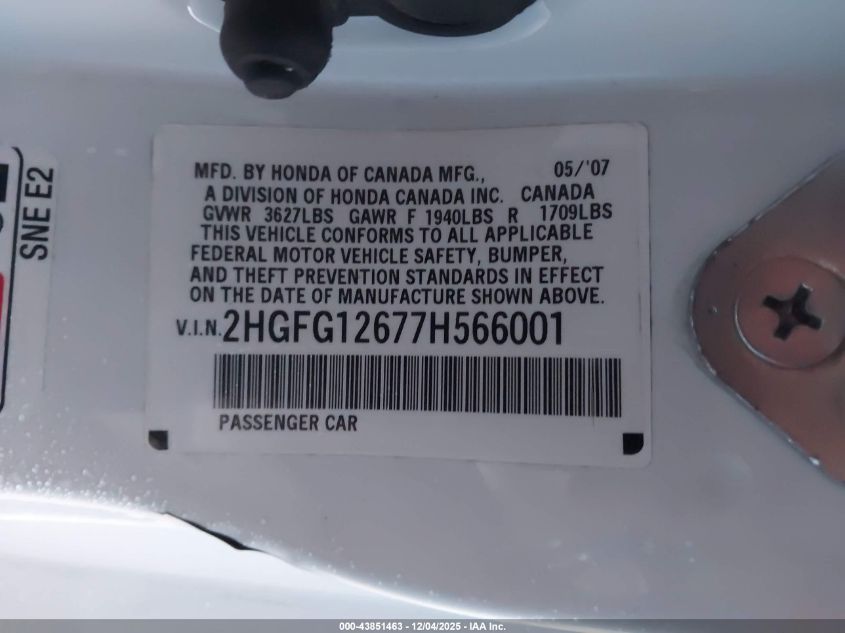 SNE E2
MFD. BY HONDA OF CANADA MFG., 05/'07
A DIVISION OF HONDA CANADA INC. CANADA
GVWR 3627LBS GAWR F 1940LBS R 1709LBS
THIS VEHICLE CONFORMS TO ALL APPLICABLE
FEDERAL MOTOR VEHICLE SAFETY, BUMPER,
AND THEFT PREVENTION STANDARDS IN EFFECT
ON THE DATE OF MANUFACTURE SHOWN ABOVE.
V.I.N. 2HGFG12677H566001
PASSENGER CAR
000-43851463 - 12/04/2025 - IAA Inc.